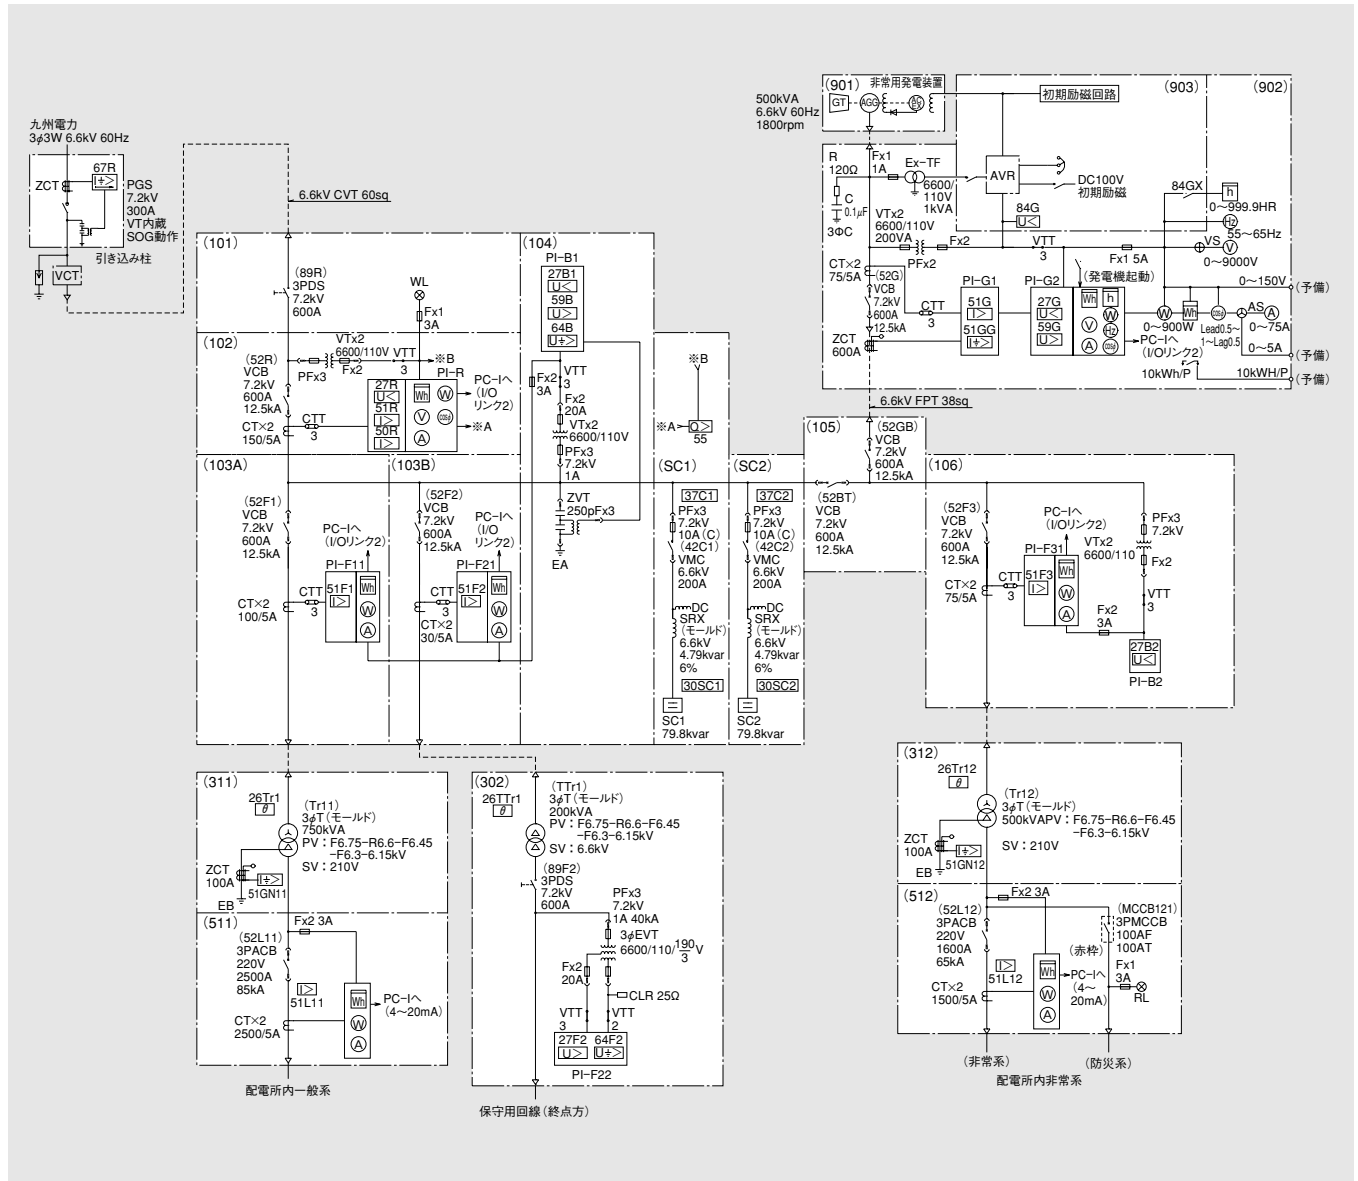 九州電力
3φ3W 6.6kV 60Hz
ZCT
67R
I≑>
PGS
7.2kV
300A
VT内蔵
SOG動作
引き込み柱
VCT
6.6kV CVT 60sq
(101)
(89R)
3PDS
7.2kV
600A
WL
Fx1
3A
(102)
(52R)
VCB
7.2kV
600A
12.5kA
CT×2
150/5A
VTx2
6600/110V
PFx3
Fx2
VTT
3
※B
CTT
3
PI-R
27R
U<
51R
I>
50R
I>
Wh
W
V
cosφ
A
PC-Iへ
(I/O
リンク2)
※A
(103A)
(52F1)
VCB
7.2kV
600A
12.5kA
CT×2
100/5A
CTT
3
PC-Iへ
(I/Oリンク2)
PI-F11
51F1
I>
Wh
W
A
(103B)
(52F2)
VCB
7.2kV
600A
12.5kA
CTT
3
CT×2
30/5A
PC-Iへ
(I/O
リンク2)
PI-F21
51F2
I>
Wh
W
A
(104)
PI-B1
27B1
U<
59B
U>
64B
U≑>
VTT
3
Fx2
3A
Fx2
20A
VTx2
6600/110V
PFx3
7.2kV
1A
ZVT
250pFx3
EA
※B
※A
Q>
55
(SC1)
37C1
PFx3
7.2kV
10A(C)
(42C1)
VMC
6.6kV
200A
DC
SRX
(モールド)
6.6kV
4.79kvar
6%
30SC1
SC1
79.8kvar
(SC2)
37C2
PFx3
7.2kV
10A(C)
(42C2)
VMC
6.6kV
200A
DC
SRX
(モールド)
6.6kV
4.79kvar
6%
30SC2
SC2
79.8kvar
(105)
(52GB)
VCB
7.2kV
600A
12.5kA
(52BT)
VCB
7.2kV
600A
12.5kA
(106)
(52F3)
VCB
7.2kV
600A
12.5kA
CT×2
75/5A
CTT
3
PC-Iへ
(I/Oリンク2)
PI-F31
51F3
I>
Wh
W
A
VTx2
6600/110
PFx3
7.2kV
Fx2
VTT
3
Fx2
3A
27B2
U<
PI-B2
(901)
非常用発電装置
GT
AGG
500kVA
6.6kV 60Hz
1800rpm
(903)
(902)
初期励磁回路
R
120Ω
C
0.1μF
3ΦC
Fx1
1A
Ex-TF
6600/
110V
1kVA
AVR
DC100V
初期励磁
84G
U<
84GX
h
0〜999.9HR
Hz
55〜65Hz
VS
V
0〜9000V
VTx2
6600/110V
200VA
PFx2
Fx2
VTT
3
Fx1 5A
CT×2
75/5A
(52G)
VCB
7.2kV
600A
12.5kA
CTT
3
ZCT
600A
PI-G1
51G
I>
51GG
I≑>
PI-G2
27G
U<
59G
U>
(発電機起動)
Wh
h
V
W
Hz
A
cosφ
PC-Iへ
(I/Oリンク2)
W
0〜900W
Wh
cosφ
Lead0.5〜
1〜Lag0.5
AS
A
0〜75A
0〜150V
(予備)
0〜5A
(予備)
10kWh/P
10kWH/P
(予備)
6.6kV FPT 38sq
(311)
26Tr1
θ
(Tr11)
3φT(モールド)
750kVA
PV：F6.75-R6.6-F6.45
-F6.3-6.15kV
SV：210V
ZCT
100A
I≑>
51GN11
EB
(511)
Fx2 3A
(52L11)
3PACB
220V
2500A
85kA
I>
51L11
CT×2
2500/5A
Wh
W
A
PC-Iへ
(4〜20mA)
配電所内一般系
(302)
26TTr1
θ
(TTr1)
3φT(モールド)
200kVA
PV：F6.75-R6.6-F6.45
-F6.3-6.15kV
SV：6.6kV
(89F2)
3PDS
7.2kV
600A
PFx3
7.2kV
1A 40kA
3φEVT
6600/110/190/3 V
Fx2
20A
CLR 25Ω
VTT
3
VTT
2
27F2
U>
64F2
U≑>
PI-F22
保守用回線(終点方)
(312)
26Tr12
θ
(Tr12)
3φT(モールド)
500kVAPV：F6.75-R6.6-F6.45
-F6.3-6.15kV
SV：210V
ZCT
100A
I≑>
51GN12
EB
(512)
Fx2 3A
(52L12)
3PACB
220V
1600A
65kA
I>
51L12
CT×2
1500/5A
Wh
W
A
PC-Iへ
(4〜
20mA)
(赤枠)
(MCCB121)
3PMCCB
100AF
100AT
Fx1
3A
RL
(非常系)
(防災系)
配電所内非常系